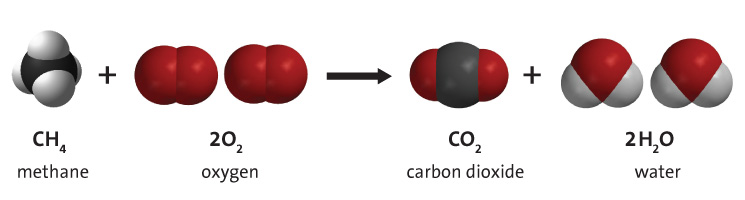 + + 
CH₄ 2O₂ CO₂ 2H₂O
methane oxygen carbon dioxide water